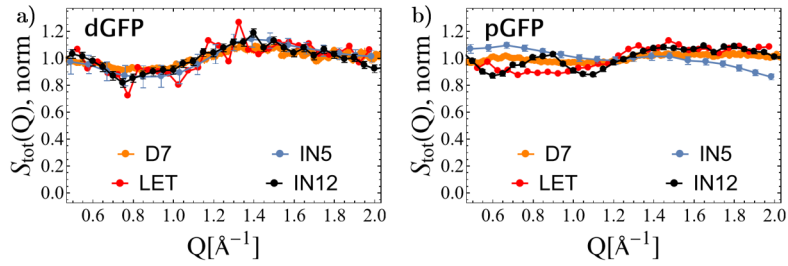 a) dGFP
S_tot(Q), norm
1.2
1.0
0.8
0.6
0.4
0.2
0.0
D7 IN5
LET IN12
0.6 0.8 1.0 1.2 1.4 1.6 1.8 2.0
Q[Å⁻¹]
b) pGFP
S_tot(Q), norm
1.2
1.0
0.8
0.6
0.4
0.2
0.0
D7 IN5
LET IN12
0.6 0.8 1.0 1.2 1.4 1.6 1.8 2.0
Q[Å⁻¹]